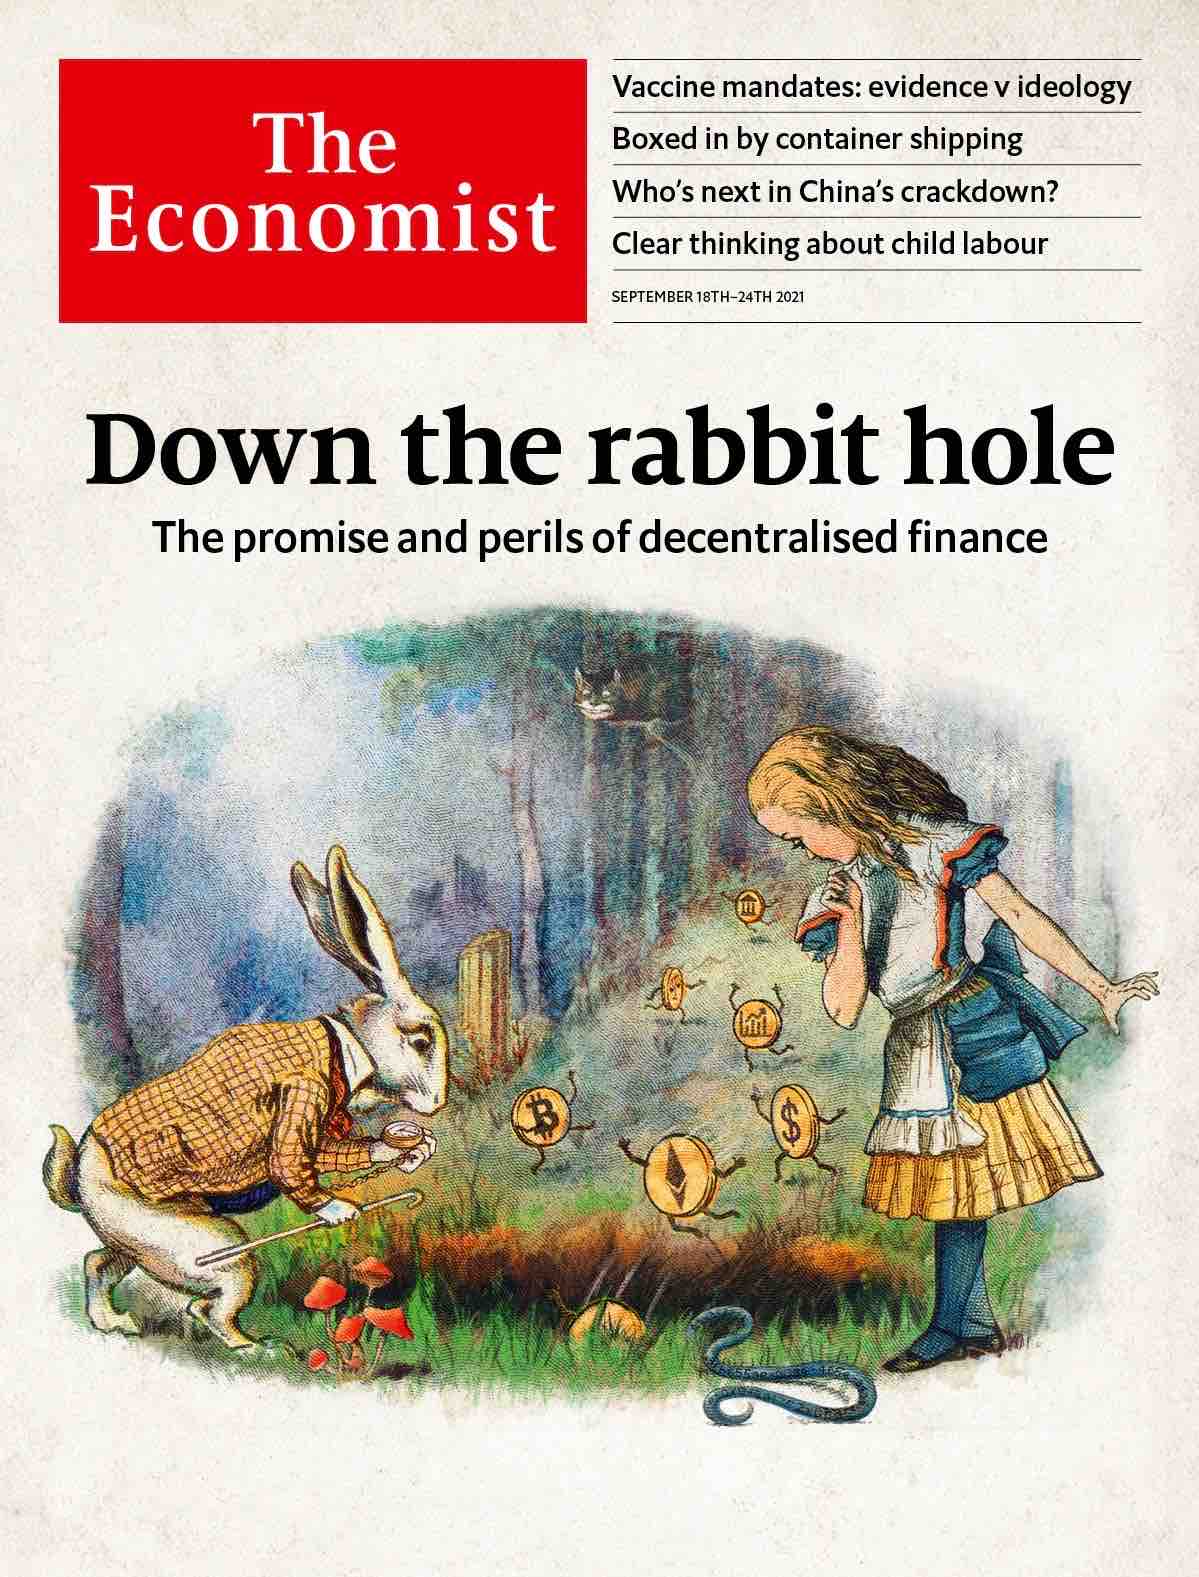 The
Economist
Vaccine mandates: evidence v ideology
Boxed in by container shipping
Who's next in China's crackdown?
Clear thinking about child labour
SEPTEMBER 18TH–24TH 2021
Down the rabbit hole
The promise and perils of decentralised finance